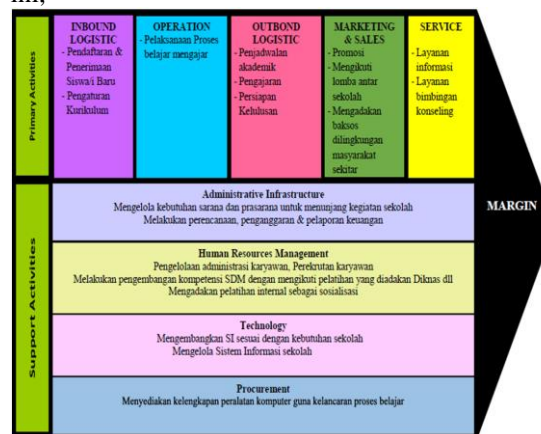 ini,
Primary Activities
INBOUND
LOGISTIC
- Pendaftaran &
Penerimaan
Siswa/i Baru
- Pengaturan
Kurikulum
OPERATION
- Pelaksanaan Proses
belajar mengajar
OUTBOND
LOGISTIC
- Penjadwalan
akademik
- Pengajaran
- Persiapan
Kelulusan
MARKETING
& SALES
- Promosi
- Mengikuti
lomba antar
sekolah
- Mengadakan
baksos
dilingkungan
masyarakat
sekitar
SERVICE
- Layanan
informasi
- Layanan
bimbingan
konseling
MARGIN
Support Activities
Administrative Infrastructure
Mengelola kebutuhan sarana dan prasarana untuk menunjang kegiatan sekolah
Melakukan perencanaan, penganggaran & pelaporan keuangan
Human Resources Management
Pengelolaan administrasi karyawan, Perekrutan karyawan
Melakukan pengembangan kompetensi SDM dengan mengikuti pelatihan yang diadakan Diknas dll
Mengadakan pelatihan internal sebagai sosialisasi
Technology
Mengembangkan SI sesuai dengan kebutuhan sekolah
Mengelola Sistem Informasi sekolah
Procurement
Menyediakan kelengkapan peralatan komputer guna kelancaran proses belajar